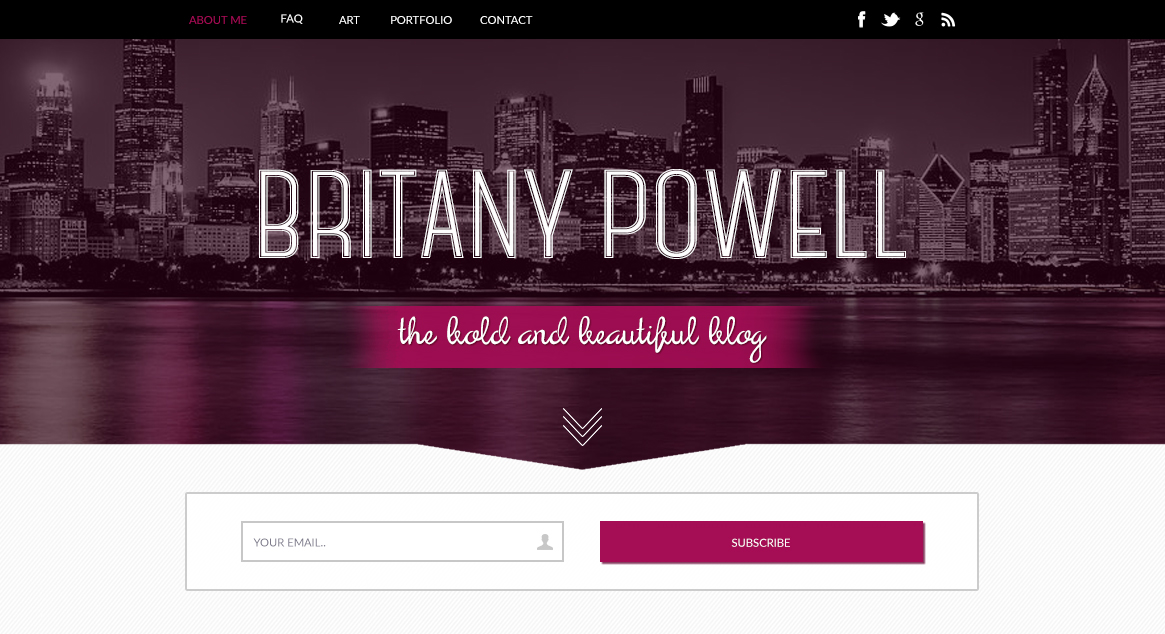 ABOUT ME FAQ ART PORTFOLIO CONTACT
BRITANY POWELL
the bold and beautiful blog
YOUR EMAIL.. SUBSCRIBE